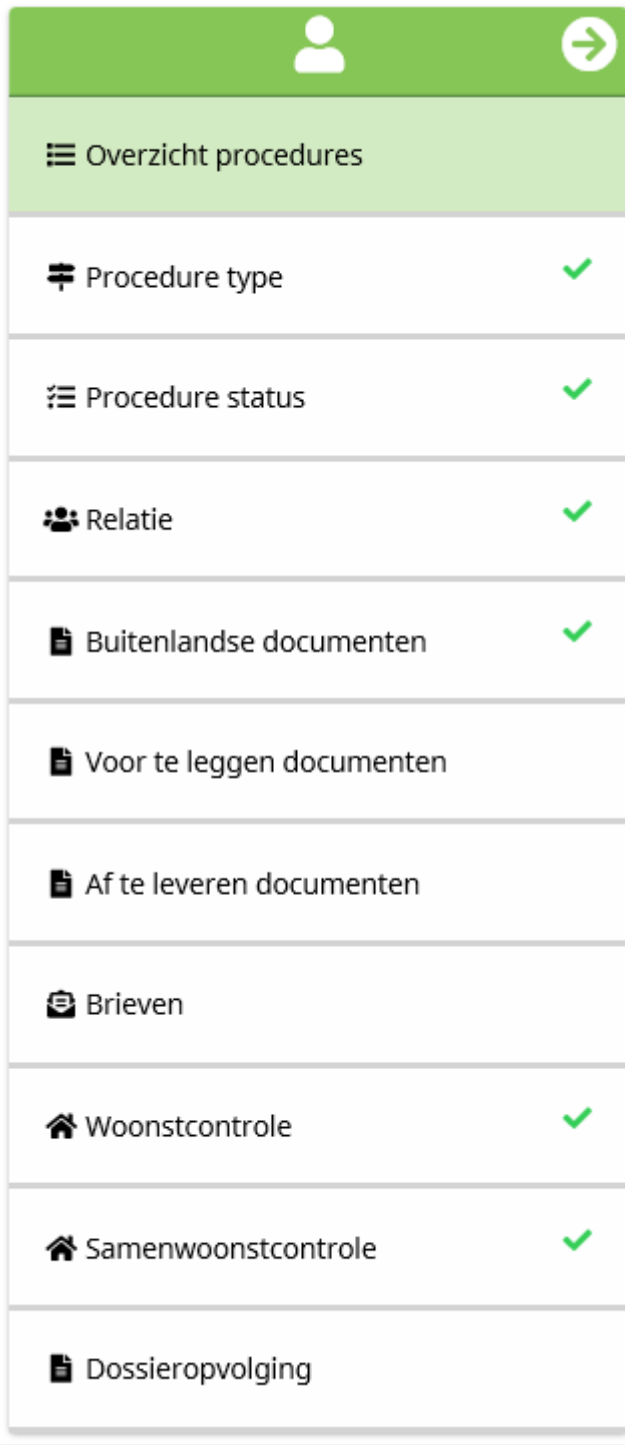 Overzicht procedures
Procedure type
Procedure status
Relatie
Buitenlandse documenten
Voor te leggen documenten
Af te leveren documenten
Brieven
Woonstcontrole
Samenwoonstcontrole
Dossieropvolging